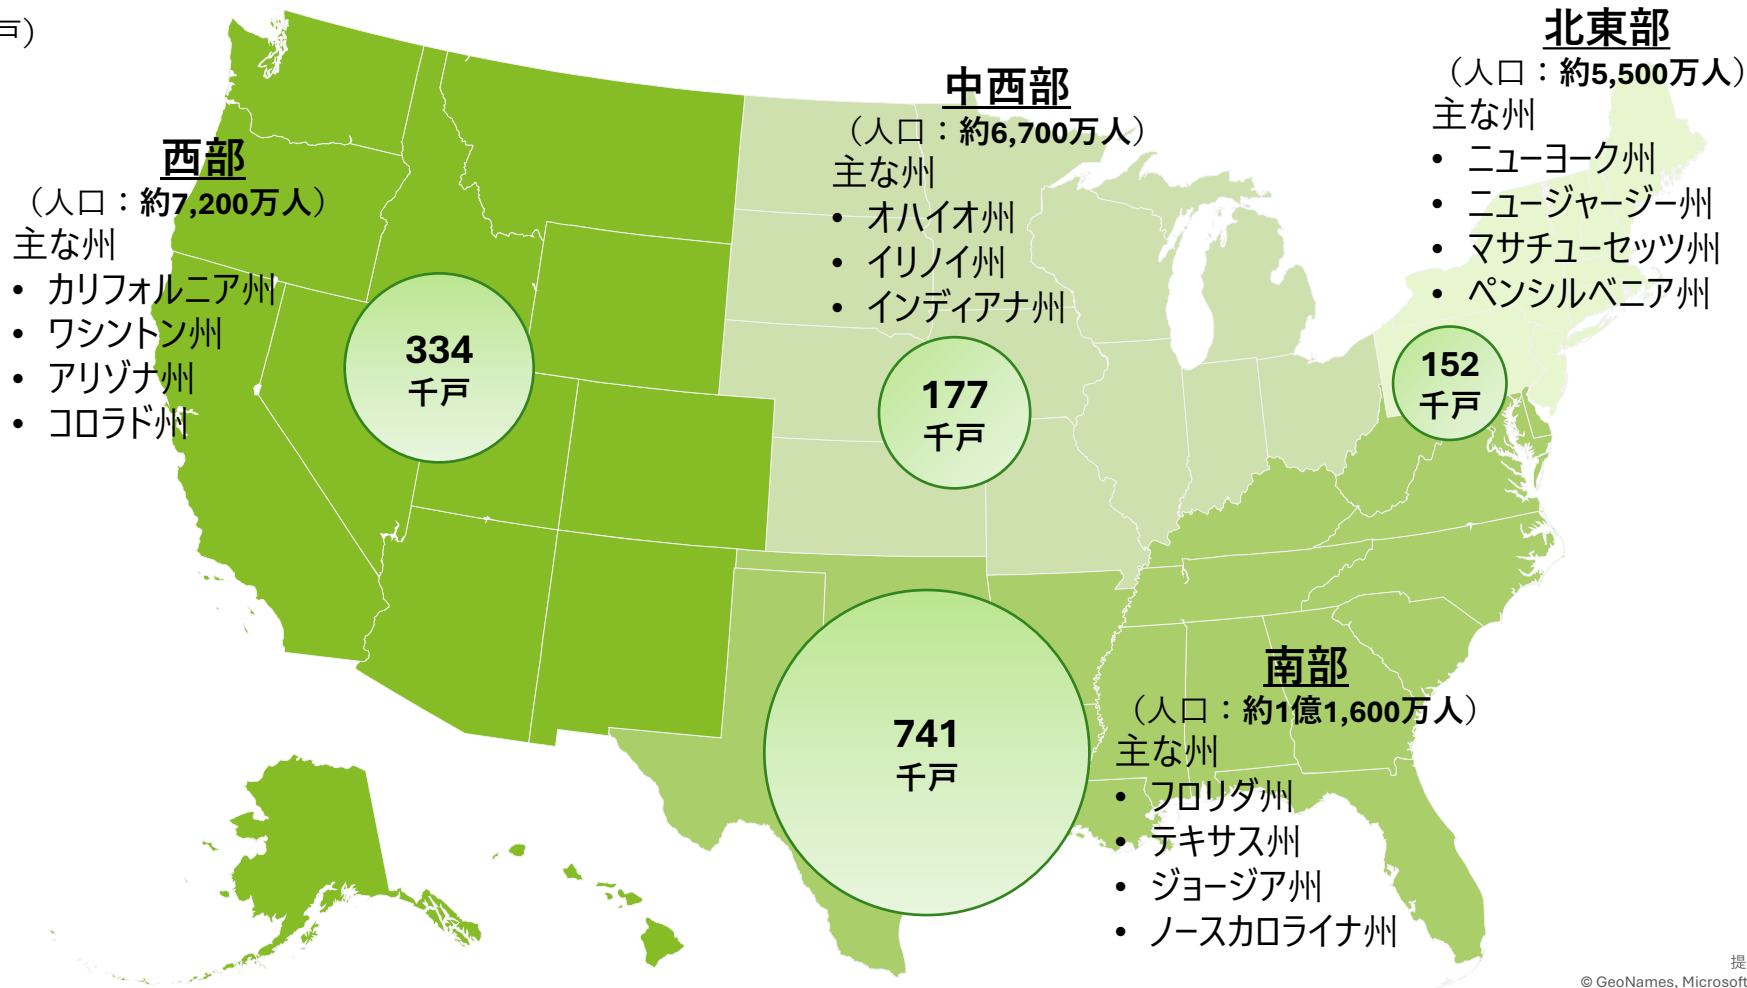 戸)
西部
（人口：約7,200万人）
主な州
• カリフォルニア州
• ワシントン州
• アリゾナ州
• コロラド州
334
千戸
中西部
（人口：約6,700万人）
主な州
• オハイオ州
• イリノイ州
• インディアナ州
177
千戸
北東部
（人口：約5,500万人）
主な州
• ニューヨーク州
• ニュージャージー州
• マサチューセッツ州
• ペンシルベニア州
152
千戸
741
千戸
南部
（人口：約1億1,600万人）
主な州
• フロリダ州
• テキサス州
• ジョージア州
• ノースカロライナ州
提
© GeoNames, Microsoft